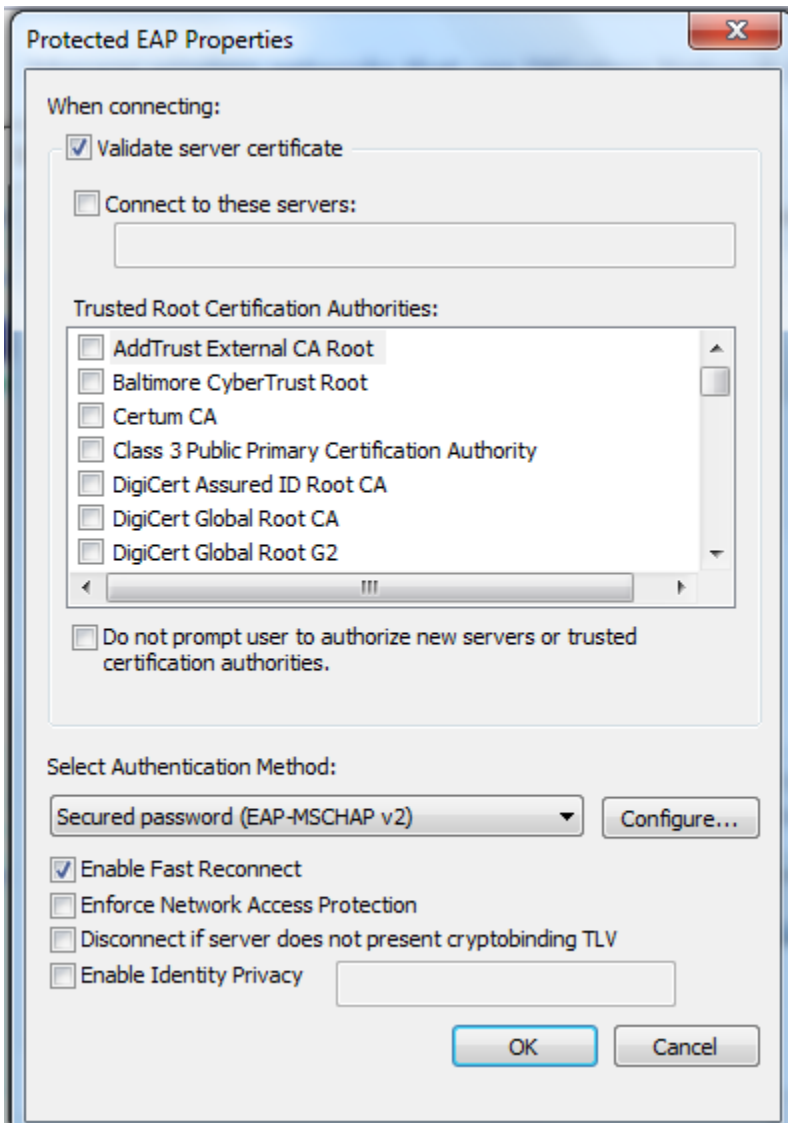 Protected EAP Properties
When connecting:
Validate server certificate
Connect to these servers:
Trusted Root Certification Authorities:
AddTrust External CA Root
Baltimore CyberTrust Root
Certum CA
Class 3 Public Primary Certification Authority
DigiCert Assured ID Root CA
DigiCert Global Root CA
DigiCert Global Root G2
Do not prompt user to authorize new servers or trusted
certification authorities.
Select Authentication Method:
Secured password (EAP-MSCHAP v2) Configure...
Enable Fast Reconnect
Enforce Network Access Protection
Disconnect if server does not present cryptobinding TLV
Enable Identity Privacy
OK Cancel